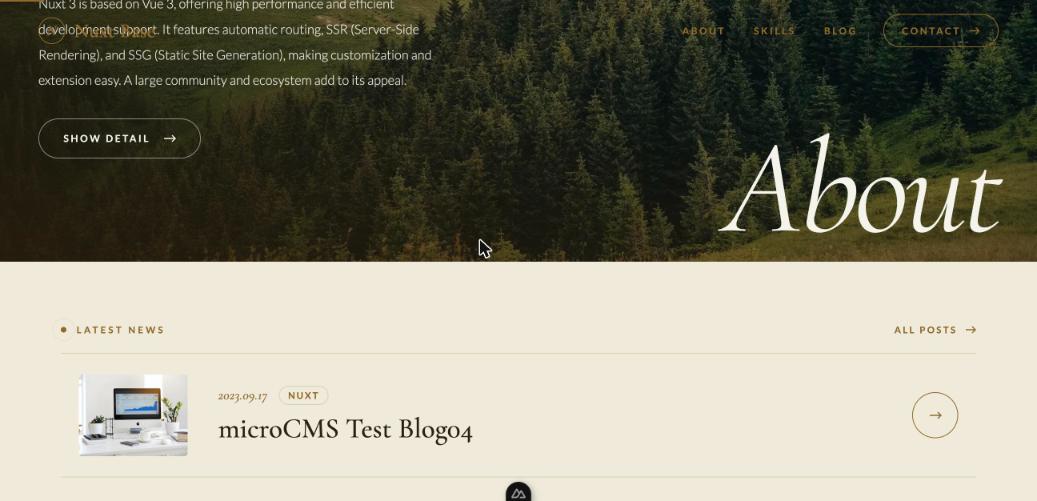 Nuxt 3 is based on Vue 3, offering high performance and efficient
development support. It features automatic routing, SSR (Server-Side
Rendering), and SSG (Static Site Generation), making customization and
extension easy. A large community and ecosystem add to its appeal.
ABOUT SKILLS BLOG CONTACT →
SHOW DETAIL →
About
LATEST NEWS
ALL POSTS →
2023.09.17 NUXT
microCMS Test Blog04